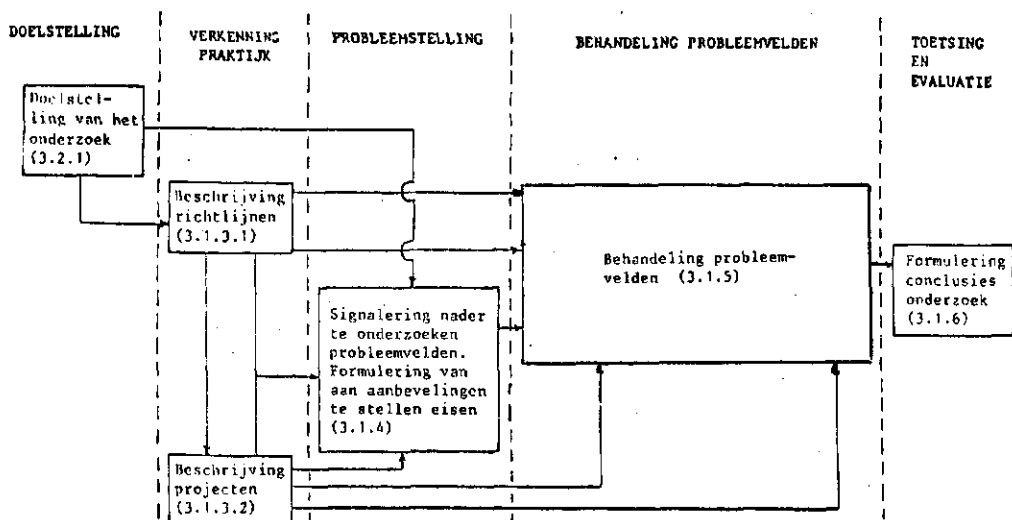 DOELSTELLING
VERKENNING
PRAKTIJK
PROBLEEMSTELLING
BEHANDELING PROBLEEMVELDEN
TOETSING
EN
EVALUATIE
Doelstel-
ling van het
onderzoek
(3.2.1)
Beschrijving
richtlijnen
(3.1.3.1)
Signalering nader
te onderzoeken
probleemvelden.
Formulering van
aan aanbevelingen
te stellen eisen
(3.1.4)
Beschrijving
projecten
(3.1.3.2)
Behandeling probleem-
velden (3.1.5)
Formulering
conclusies
onderzoek
(3.1.6)